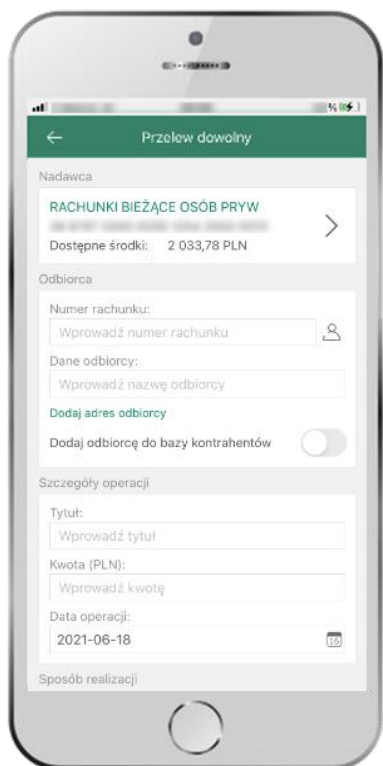 %
Przelew dowolny
Nadawca
RACHUNKI BIEŻĄCE OSÓB PRYW
Dostępne środki: 2 033,78 PLN
Odbiorca
Numer rachunku:
Wprowadź numer rachunku
Dane odbiorcy:
Wprowadź nazwę odbiorcy
Dodaj adres odbiorcy
Dodaj odbiorcę do bazy kontrahentów
Szczegóły operacji
Tytuł:
Wprowadź tytuł
Kwota (PLN):
Wprowadź kwotę
Data operacji:
2021-06-18
16
Sposób realizacji